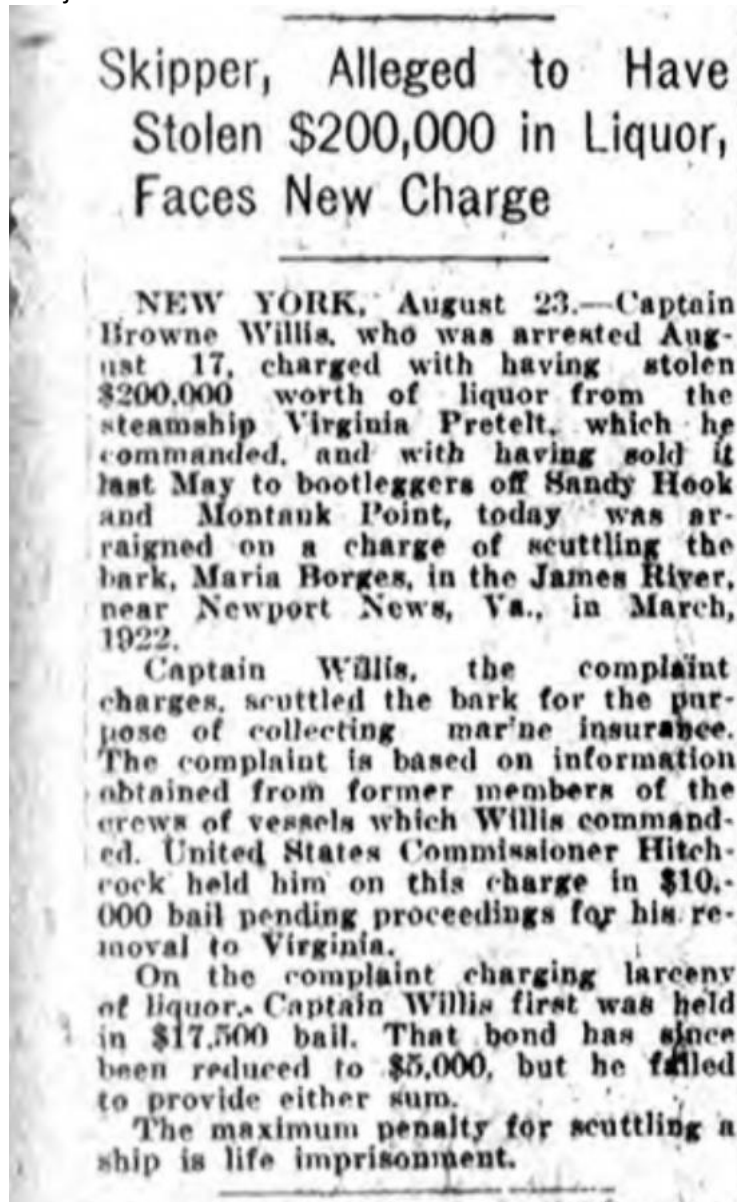 Skipper, Alleged to Have
Stolen $200,000 in Liquor,
Faces New Charge
NEW YORK, August 23.—Captain
Browne Willis, who was arrested Aug-
ust 17, charged with having stolen
$200,000 worth of liquor from the
steamship Virginia Pretelt, which he
commanded, and with having sold it
last May to bootleggers off Sandy Hook
and Montauk Point, today was ar-
raigned on a charge of scuttling the
bark, Maria Borges, in the James River,
near Newport News, Va., in March,
1922.
Captain Willis, the complaint
charges, scuttled the bark for the pur-
pose of collecting marine insurance.
The complaint is based on information
obtained from former members of the
crews of vessels which Willis command-
ed. United States Commissioner Hitch-
cock held him on this charge in $10,-
000 bail pending proceedings for his re-
moval to Virginia.
On the complaint charging larceny
of liquor, Captain Willis first was held
in $17,500 bail. That bond has since
been reduced to $5,000, but he failed
to provide either sum.
The maximum penalty for scuttling a
ship is life imprisonment.